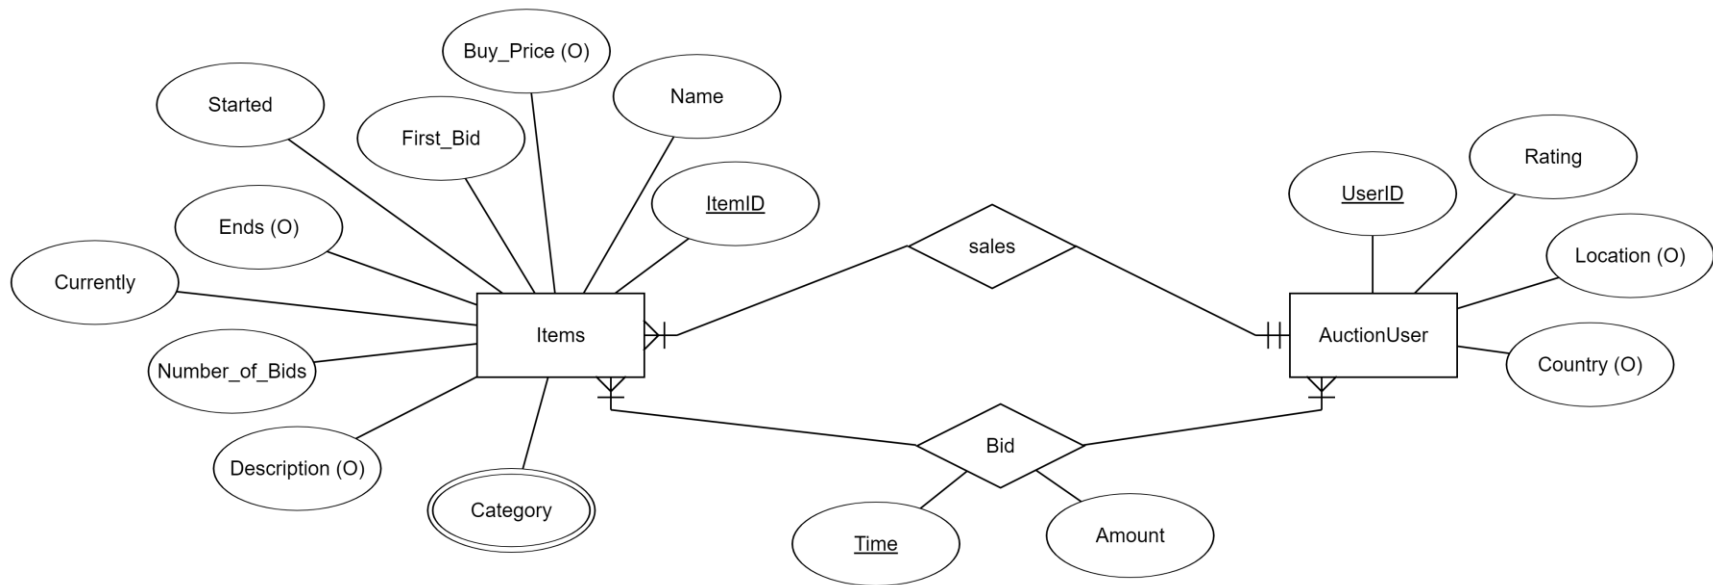 Buy_Price (O)
Started
Name
First_Bid
ItemID
Ends (O)
Currently
Items
Number_of_Bids
Description (O)
Category
sales
Bid
Time
Amount
UserID
Rating
Location (O)
AuctionUser
Country (O)